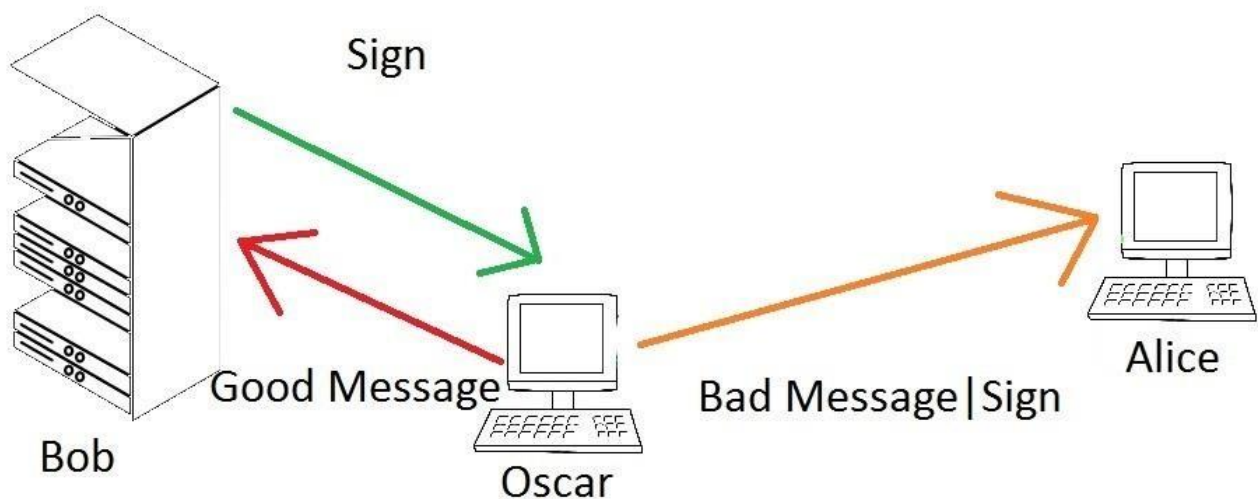 Sign
Good Message
Bad Message|Sign
Alice
Bob
Oscar